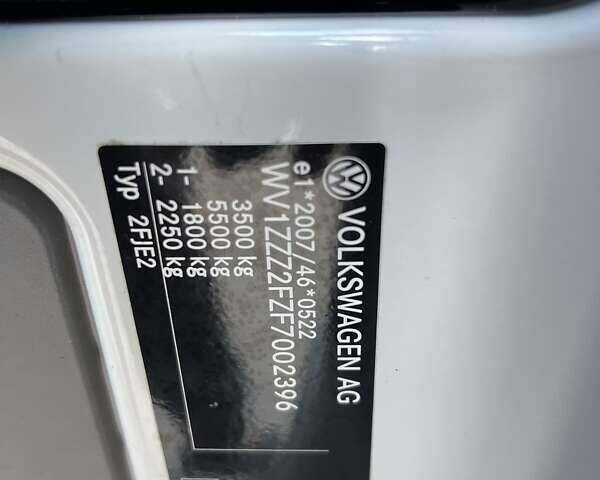 VOLKSWAGEN AG
e1*2007/46*0522
WV1ZZZ2FZF7002396
3500 kg
5500 kg
1- 1800 kg
2- 2250 kg
Typ 2FJE2